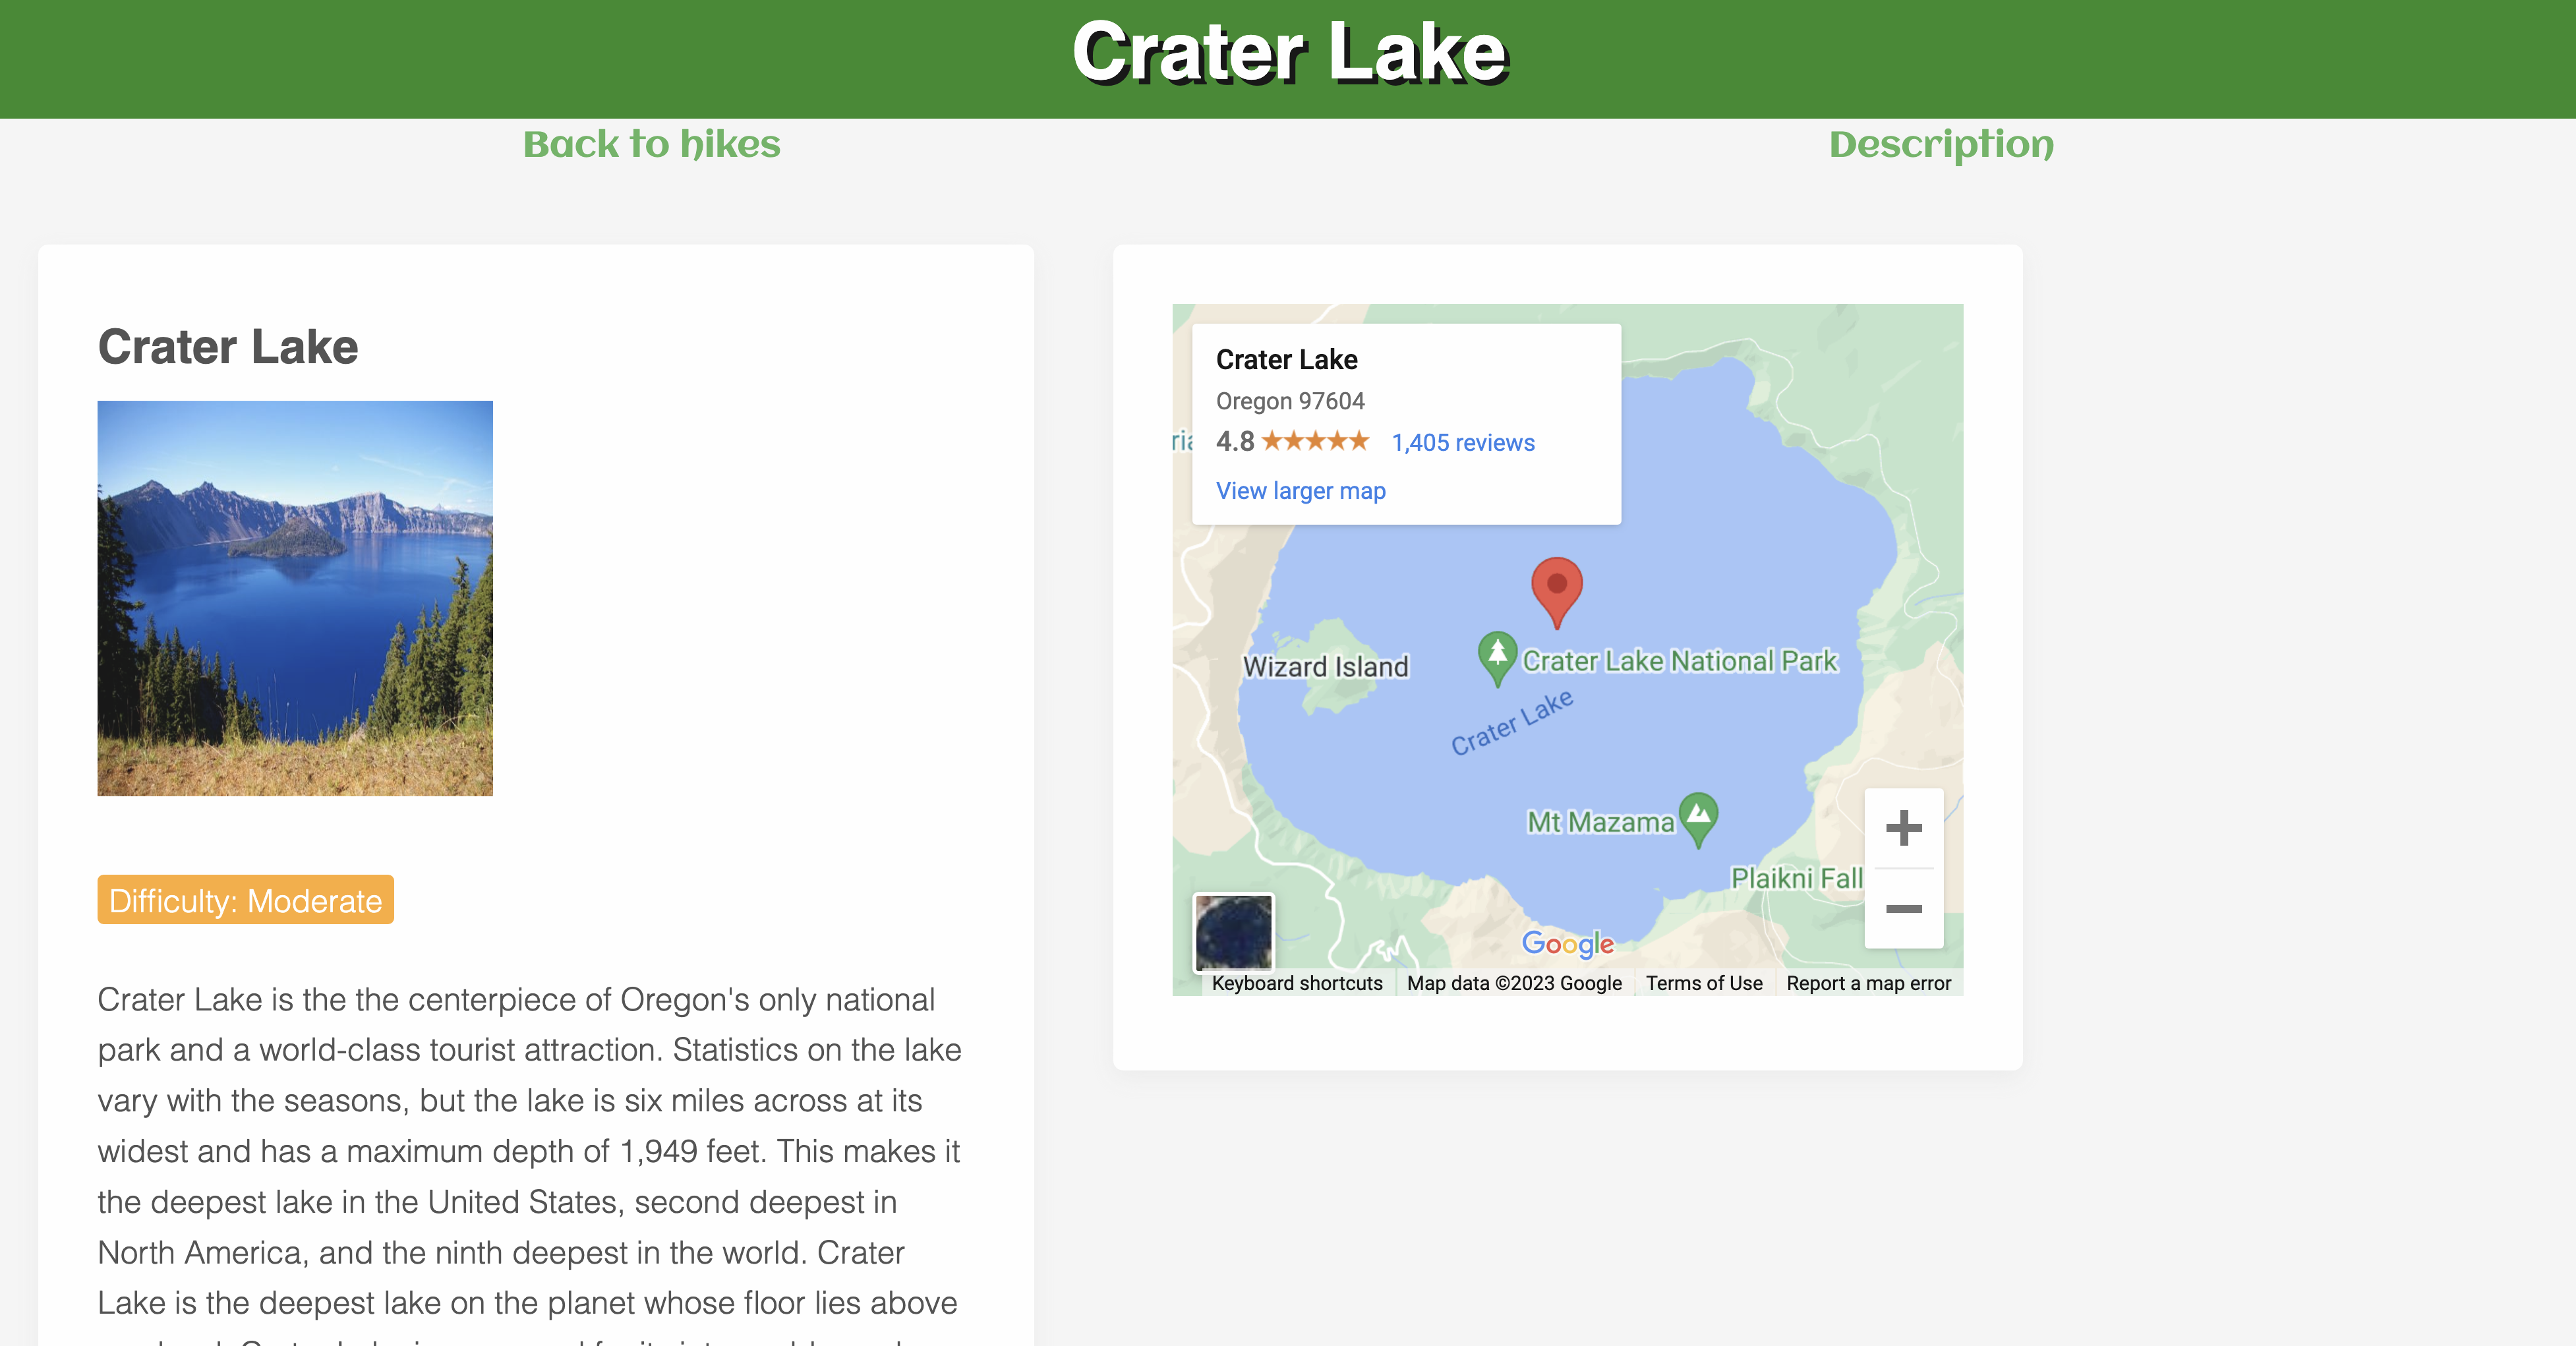 Crater Lake
Back to hikes
Description
Crater Lake
Difficulty: Moderate
Crater Lake is the the centerpiece of Oregon's only national
park and a world-class tourist attraction. Statistics on the lake
vary with the seasons, but the lake is six miles across at its
widest and has a maximum depth of 1,949 feet. This makes it
the deepest lake in the United States, second deepest in
North America, and the ninth deepest in the world. Crater
Lake is the deepest lake on the planet whose floor lies above
Crater Lake
Oregon 97604
4.8 ★★★★★ 1,405 reviews
View larger map
Wizard Island
Crater Lake National Park
Crater Lake
Mt Mazama
Plaikni Fall
Google
Keyboard shortcuts
Map data ©2023 Google
Terms of Use
Report a map error